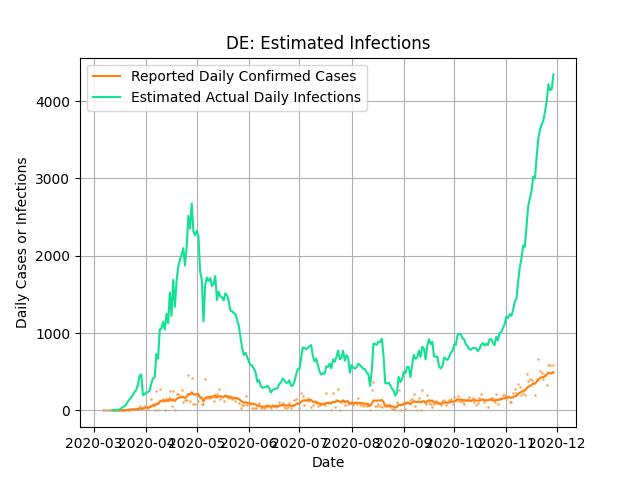 DE: Estimated Infections
Reported Daily Confirmed Cases
Estimated Actual Daily Infections
Daily Cases or Infections
4000
3000
2000
1000
0
2020-03 2020-04 2020-05 2020-06 2020-07 2020-08 2020-09 2020-10 2020-11 2020-12
Date